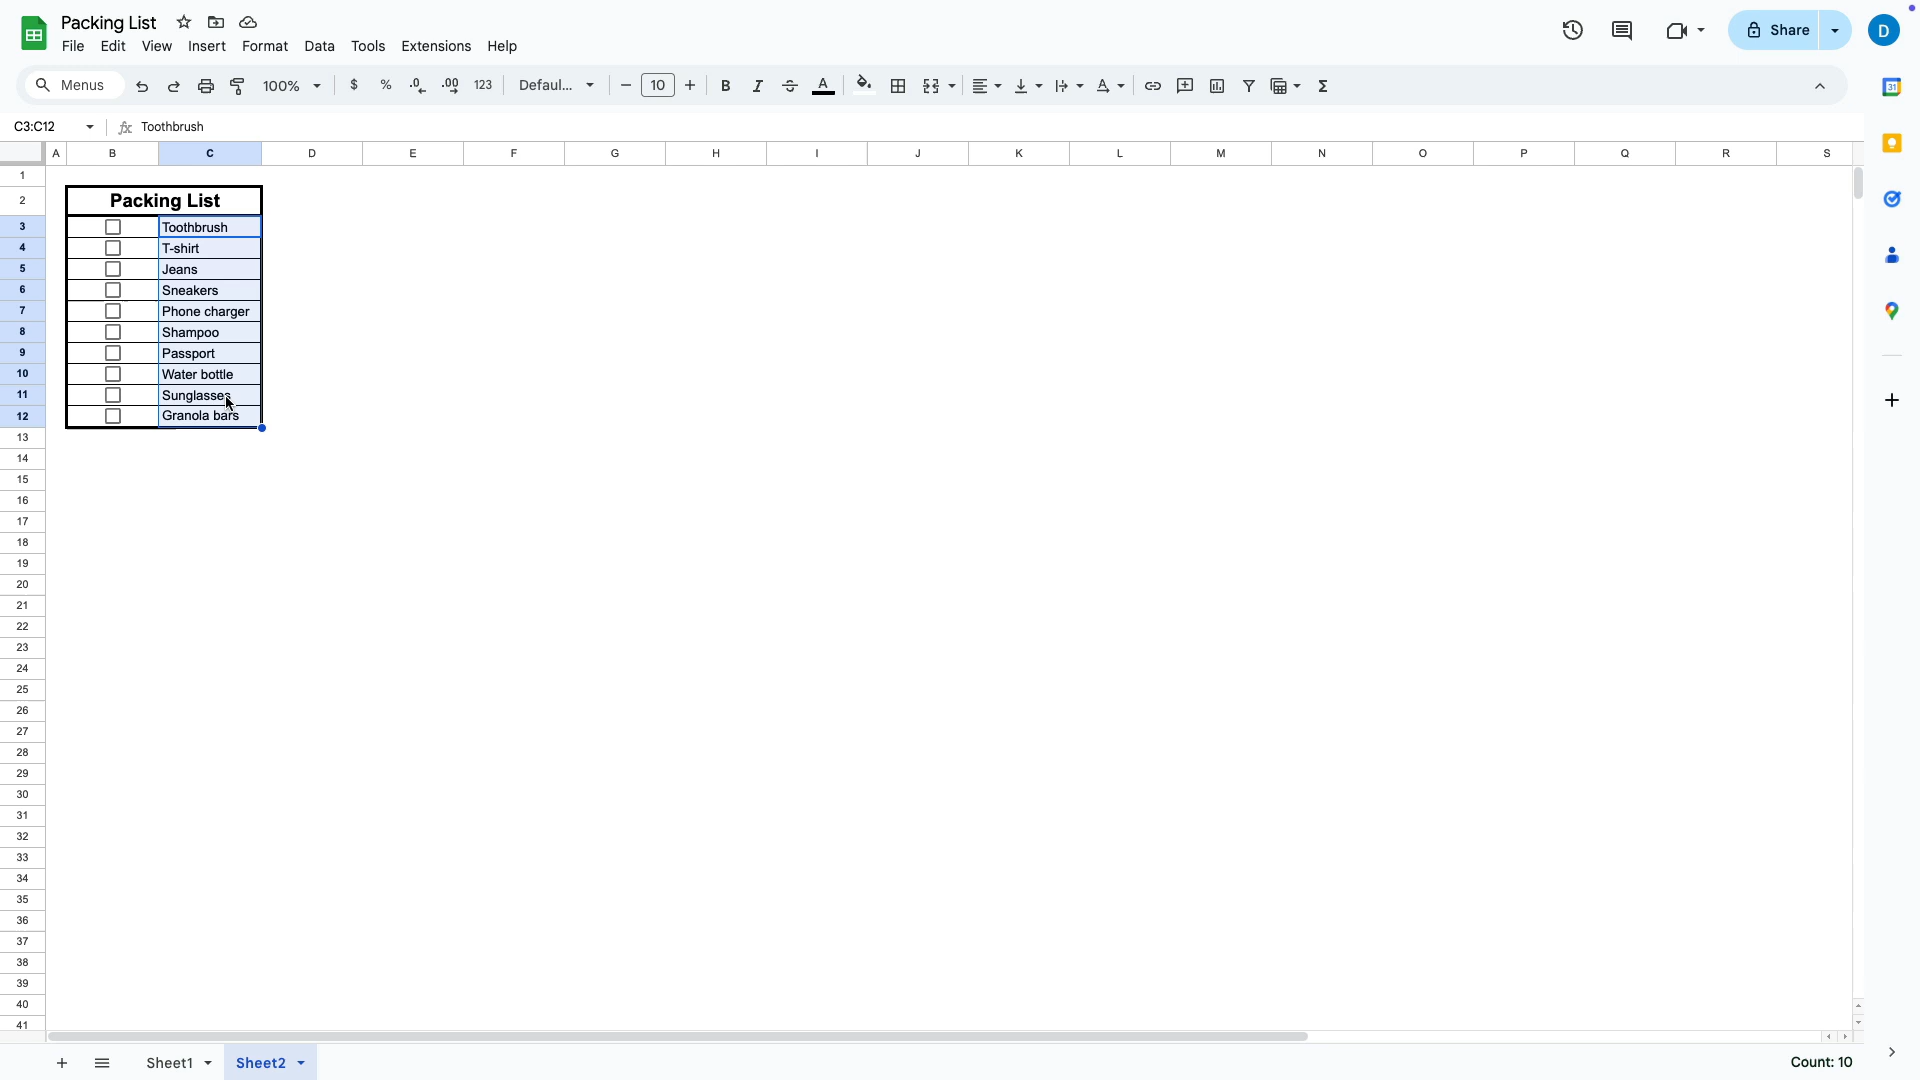 Packing List
File Edit View Insert Format Data Tools Extensions Help
Share
D
Menus 100% $ % .0 .00 123 Defaul... 10 B I A
31
C3:C12 fx Toothbrush
A B C D E F G H I J K L M N O P Q R S
1
2 Packing List
3 Toothbrush
4 T-shirt
5 Jeans
6 Sneakers
7 Phone charger
8 Shampoo
9 Passport
10 Water bottle
11 Sunglasses
12 Granola bars
13
14
15
16
17
18
19
20
21
22
23
24
25
26
27
28
29
30
31
32
33
34
35
36
37
38
39
40
41
Sheet1 Sheet2 Count: 10